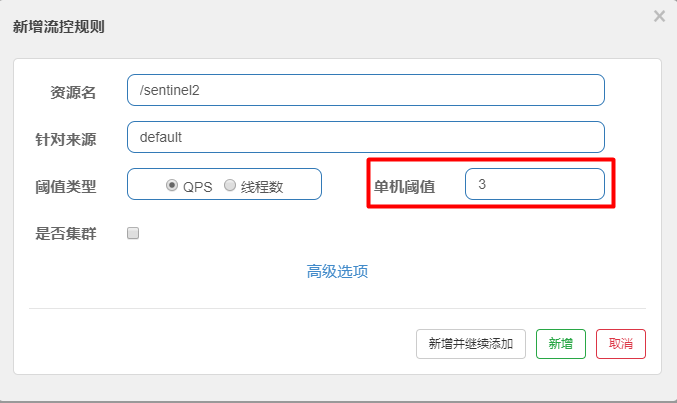 新增流控规则
×
资源名 /sentinel2
针对来源 default
阈值类型 QPS 线程数 单机阈值 3
是否集群
高级选项
新增并继续添加 新增 取消